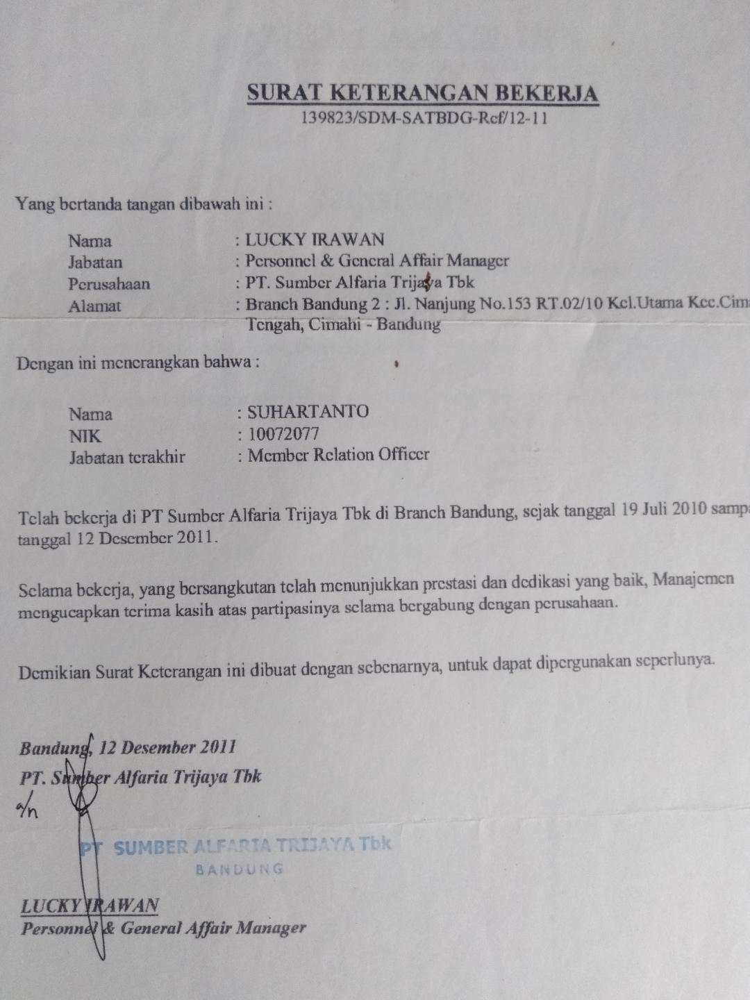 SURAT KETERANGAN BEKERJA
139823/SDM-SATBDG-Ref/12-11
Yang bertanda tangan dibawah ini :
Nama : LUCKY IRAWAN
Jabatan : Personnel & General Affair Manager
Perusahaan : PT. Sumber Alfaria Trijaya Tbk
Alamat : Branch Bandung 2 : Jl. Nanjung No.153 RT.02/10 Kel.Utama Kec.Cima
Tengah, Cimahi - Bandung
Dengan ini menerangkan bahwa :
Nama : SUHARTANTO
NIK : 10072077
Jabatan terakhir : Member Relation Officer
Telah bekerja di PT Sumber Alfaria Trijaya Tbk di Branch Bandung, sejak tanggal 19 Juli 2010 sampa
tanggal 12 Desember 2011.
Selama bekerja, yang bersangkutan telah menunjukkan prestasi dan dedikasi yang baik, Manajemen
mengucapkan terima kasih atas partipasinya selama bergabung dengan perusahaan.
Demikian Surat Keterangan ini dibuat dengan sebenarnya, untuk dapat dipergunakan seperlunya.
Bandung, 12 Desember 2011
PT. Sumber Alfaria Trijaya Tbk
a/n
PT SUMBER ALFARIA TRIJAYA Tbk
BANDUNG
LUCKY IRAWAN
Personnel & General Affair Manager